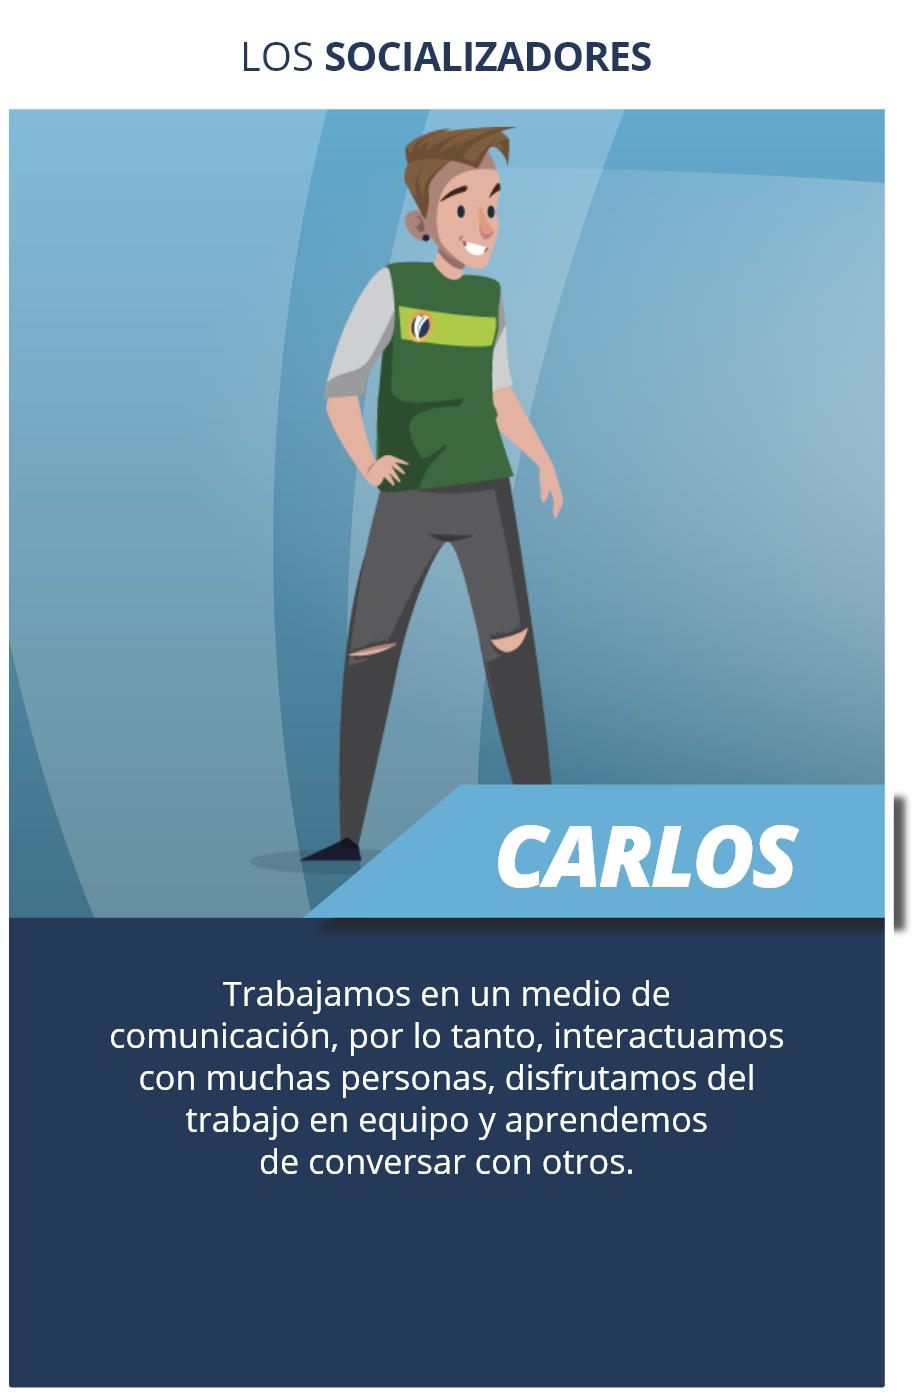 LOS SOCIALIZADORES
CARLOS
Trabajamos en un medio de
comunicación, por lo tanto, interactuamos
con muchas personas, disfrutamos del
trabajo en equipo y aprendemos
de conversar con otros.